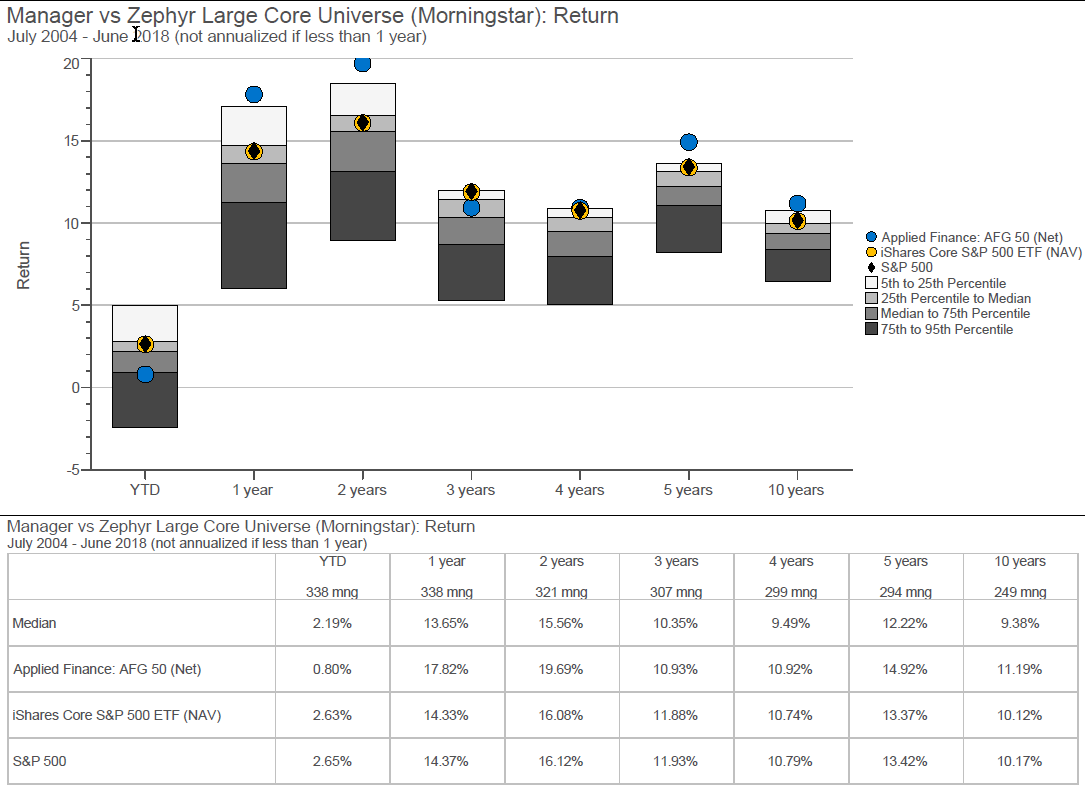 Manager vs Zephyr Large Core Universe (Morningstar): Return
July 2004 - June 2018 (not annualized if less than 1 year)
20
15
10
5
0
-5
Return
YTD 1 year 2 years 3 years 4 years 5 years 10 years
Applied Finance: AFG 50 (Net)
iShares Core S&P 500 ETF (NAV)
S&P 500
5th to 25th Percentile
25th Percentile to Median
Median to 75th Percentile
75th to 95th Percentile
Manager vs Zephyr Large Core Universe (Morningstar): Return
July 2004 - June 2018 (not annualized if less than 1 year)
YTD 1 year 2 years 3 years 4 years 5 years 10 years
338 mng 338 mng 321 mng 307 mng 299 mng 294 mng 249 mng
Median 2.19% 13.65% 15.56% 10.35% 9.49% 12.22% 9.38%
Applied Finance: AFG 50 (Net) 0.80% 17.82% 19.69% 10.93% 10.92% 14.92% 11.19%
iShares Core S&P 500 ETF (NAV) 2.63% 14.33% 16.08% 11.88% 10.74% 13.37% 10.12%
S&P 500 2.65% 14.37% 16.12% 11.93% 10.79% 13.42% 10.17%